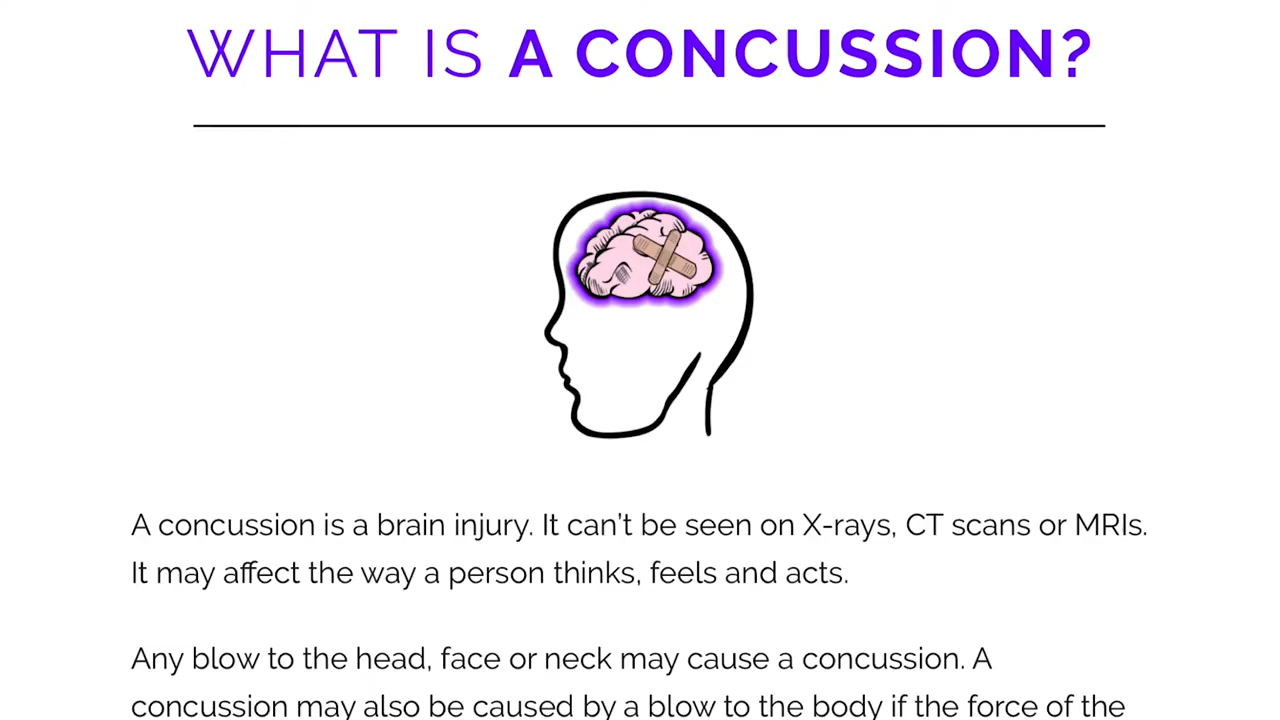 WHAT IS A CONCUSSION?
A concussion is a brain injury. It can’t be seen on X-rays, CT scans or MRIs.
It may affect the way a person thinks, feels and acts.
Any blow to the head, face or neck may cause a concussion. A
concussion may also be caused by a blow to the body if the force of the